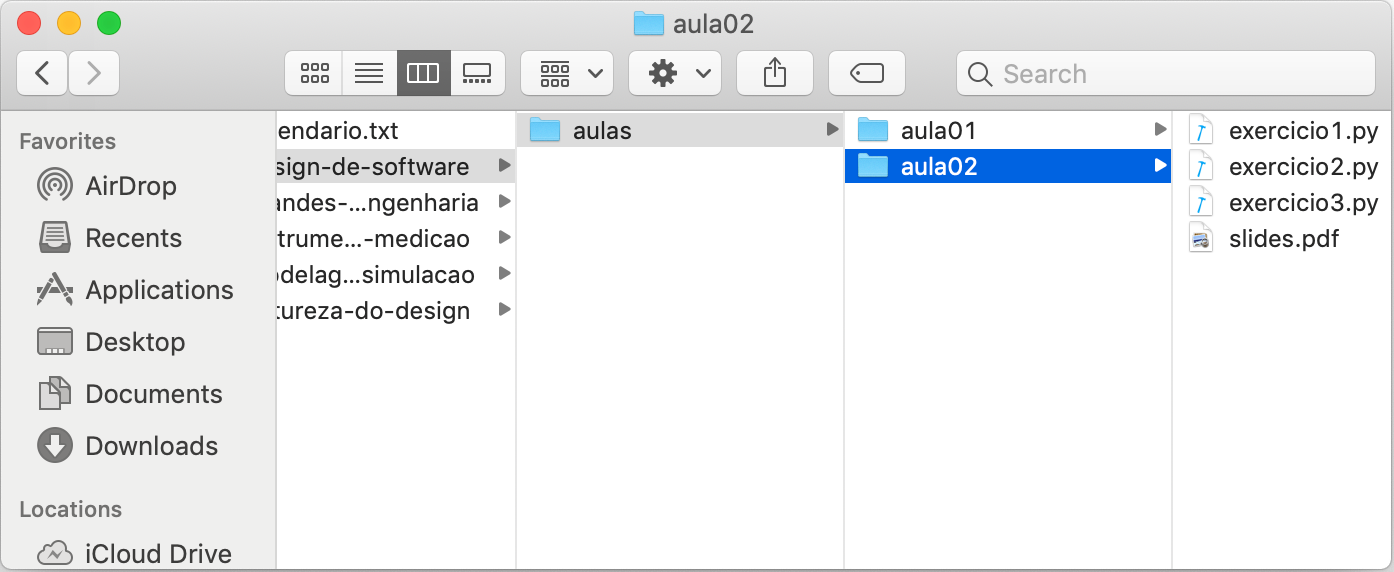 aula02
Search
Favorites
AirDrop
Recents
Applications
Desktop
Documents
Downloads
Locations
iCloud Drive
endario.txt
sign-de-software
andes-...ngenharia
trume...-medicao
delag...simulacao
tureza-do-design
aulas
aula01
aula02
exercicio1.py
exercicio2.py
exercicio3.py
slides.pdf